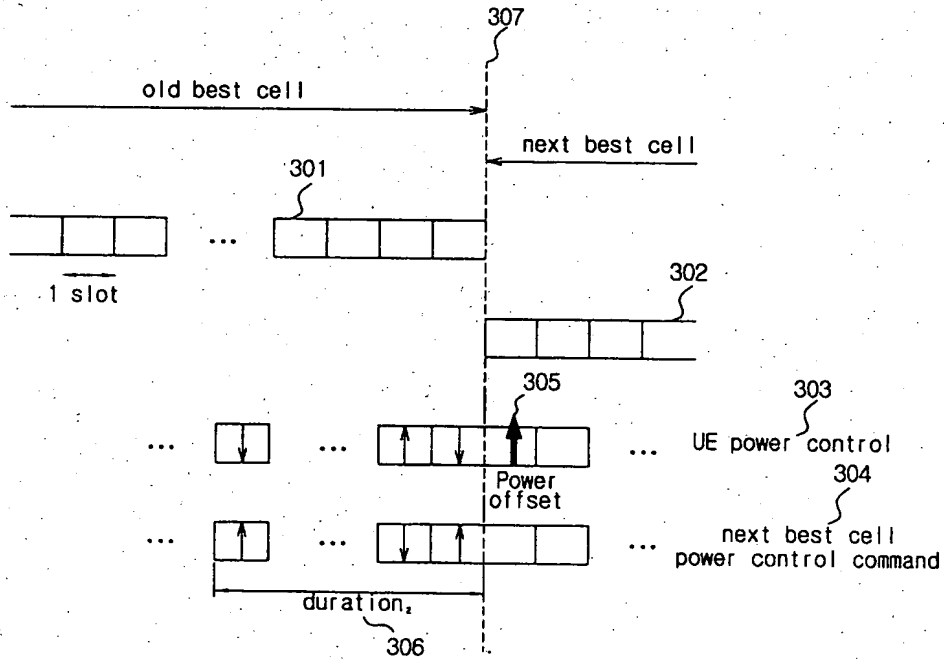 307
old best cell
next best cell
301
...
1 slot
302
305
303
... ... ... UE power control
Power
offset
304
... ... ... next best cell
power control command
duration₂
306